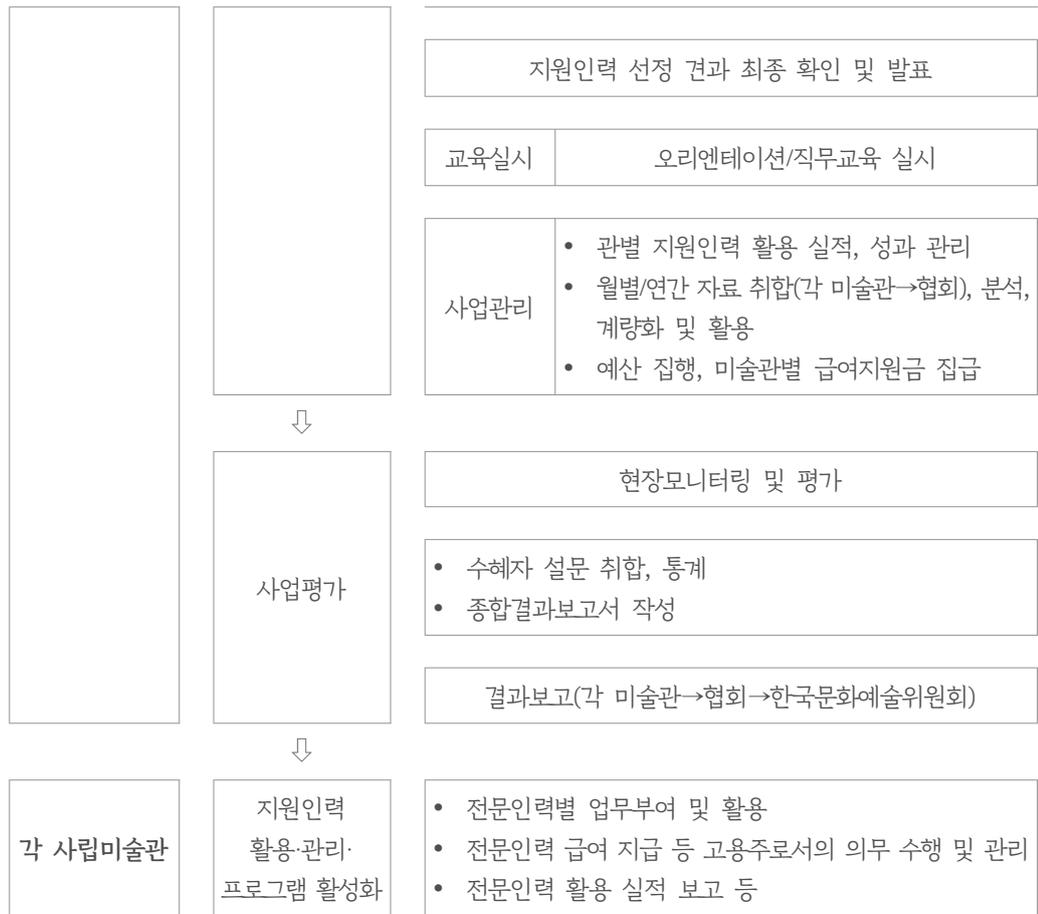 지원인력 선정 견과 최종 확인 및 발표
교육실시
오리엔테이션/직무교육 실시
사업관리
• 관별 지원인력 활용 실적, 성과 관리
• 월별/연간 자료 취합(각 미술관→협회), 분석,
계량화 및 활용
• 예산 집행, 미술관별 급여지원금 집급
⇩
사업평가
현장모니터링 및 평가
• 수혜자 설문 취합, 통계
• 종합결과보고서 작성
결과보고(각 미술관→협회→한국문화예술위원회)
⇩
각 사립미술관
지원인력
활용·관리·
프로그램 활성화
• 전문인력별 업무부여 및 활용
• 전문인력 급여 지급 등 고용주로서의 의무 수행 및 관리
• 전문인력 활용 실적 보고 등